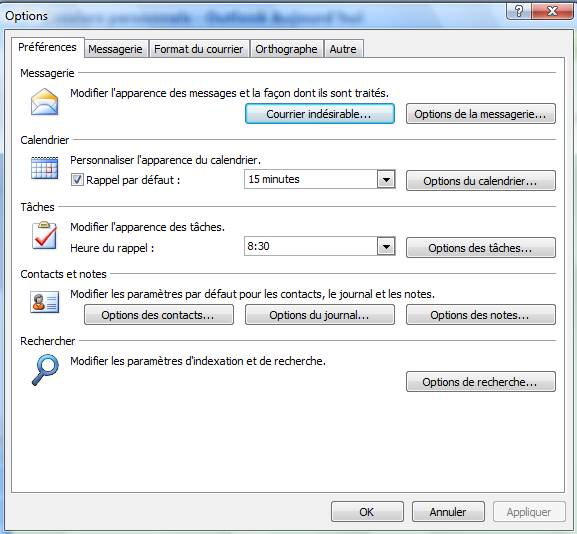 Outlook Aujourd'hui
Options
Préférences Messagerie Format du courrier Orthographe Autre
Messagerie
Modifier l'apparence des messages et la façon dont ils sont traités.
Courrier indésirable... Options de la messagerie...
Calendrier
Personnaliser l'apparence du calendrier.
Rappel par défaut : 15 minutes Options du calendrier...
Tâches
Modifier l'apparence des tâches.
Heure du rappel : 8:30 Options des tâches...
Contacts et notes
Modifier les paramètres par défaut pour les contacts, le journal et les notes.
Options des contacts... Options du journal... Options des notes...
Rechercher
Modifier les paramètres d'indexation et de recherche.
Options de recherche...
OK Annuler Appliquer